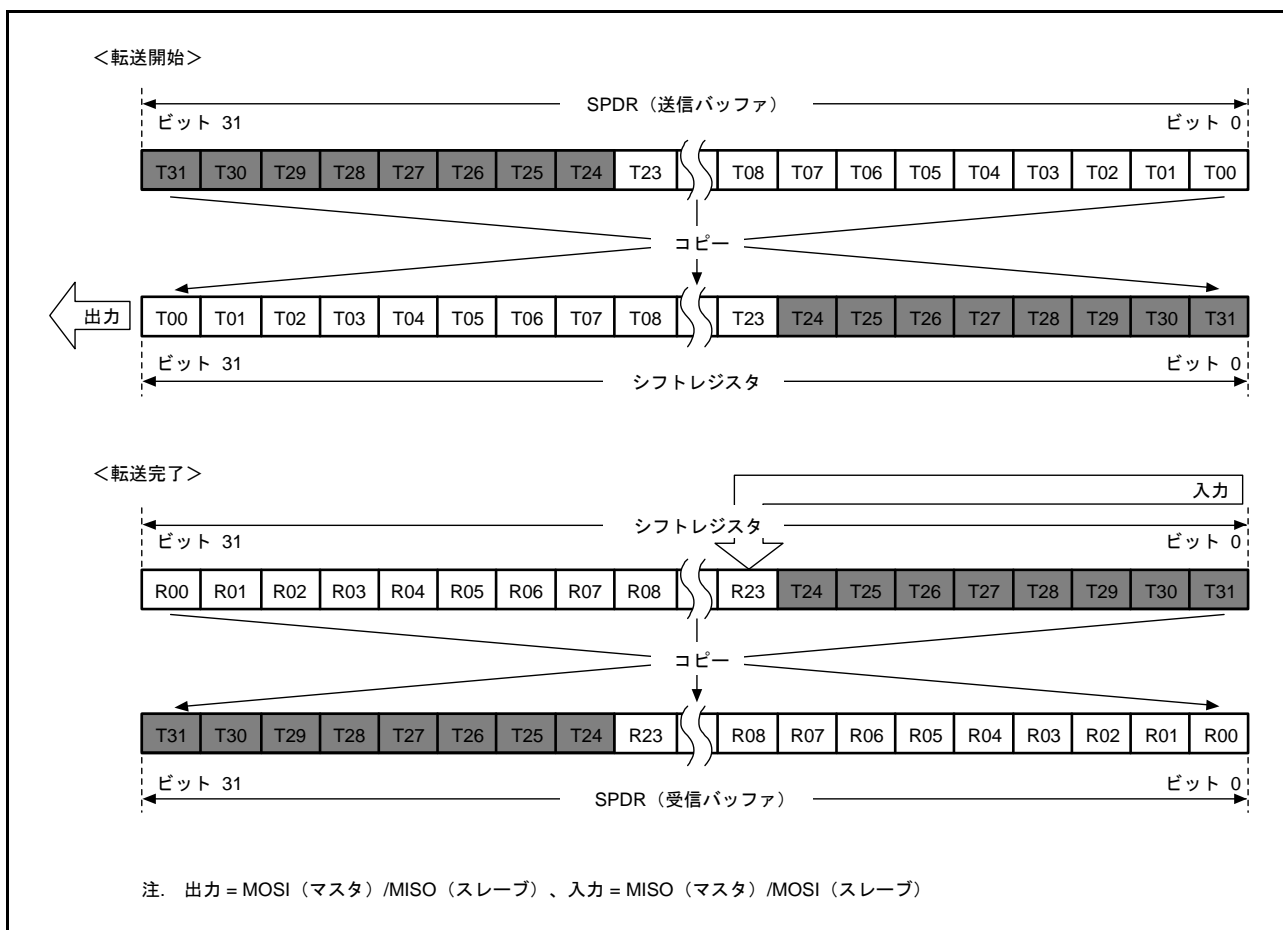 ＜転送開始＞
SPDR（送信バッファ）
ビット 31 ビット 0
T31 T30 T29 T28 T27 T26 T25 T24 T23 T08 T07 T06 T05 T04 T03 T02 T01 T00
コピー
出力 T00 T01 T02 T03 T04 T05 T06 T07 T08 T23 T24 T25 T26 T27 T28 T29 T30 T31
ビット 31 ビット 0
シフトレジスタ
＜転送完了＞
入力
シフトレジスタ
ビット 31 ビット 0
R00 R01 R02 R03 R04 R05 R06 R07 R08 R23 T24 T25 T26 T27 T28 T29 T30 T31
コピー
T31 T30 T29 T28 T27 T26 T25 T24 R23 R08 R07 R06 R05 R04 R03 R02 R01 R00
ビット 31 ビット 0
SPDR（受信バッファ）
注. 出力 = MOSI（マスタ）/MISO（スレーブ）、入力 = MISO（マスタ）/MOSI（スレーブ）